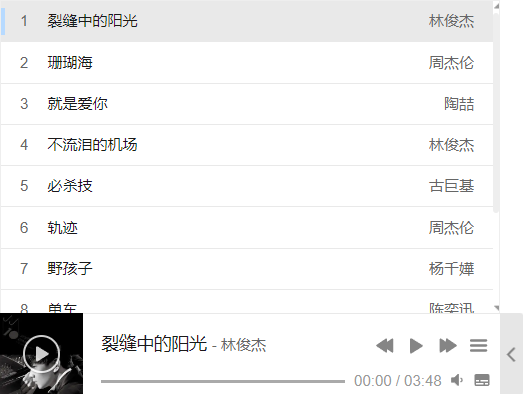 1 裂缝中的阳光 林俊杰
2 珊瑚海 周杰伦
3 就是爱你 陶喆
4 不流泪的机场 林俊杰
5 必杀技 古巨基
6 轨迹 周杰伦
7 野孩子 杨千嬅
8 单车 陈奕迅
裂缝中的阳光 - 林俊杰
00:00 / 03:48